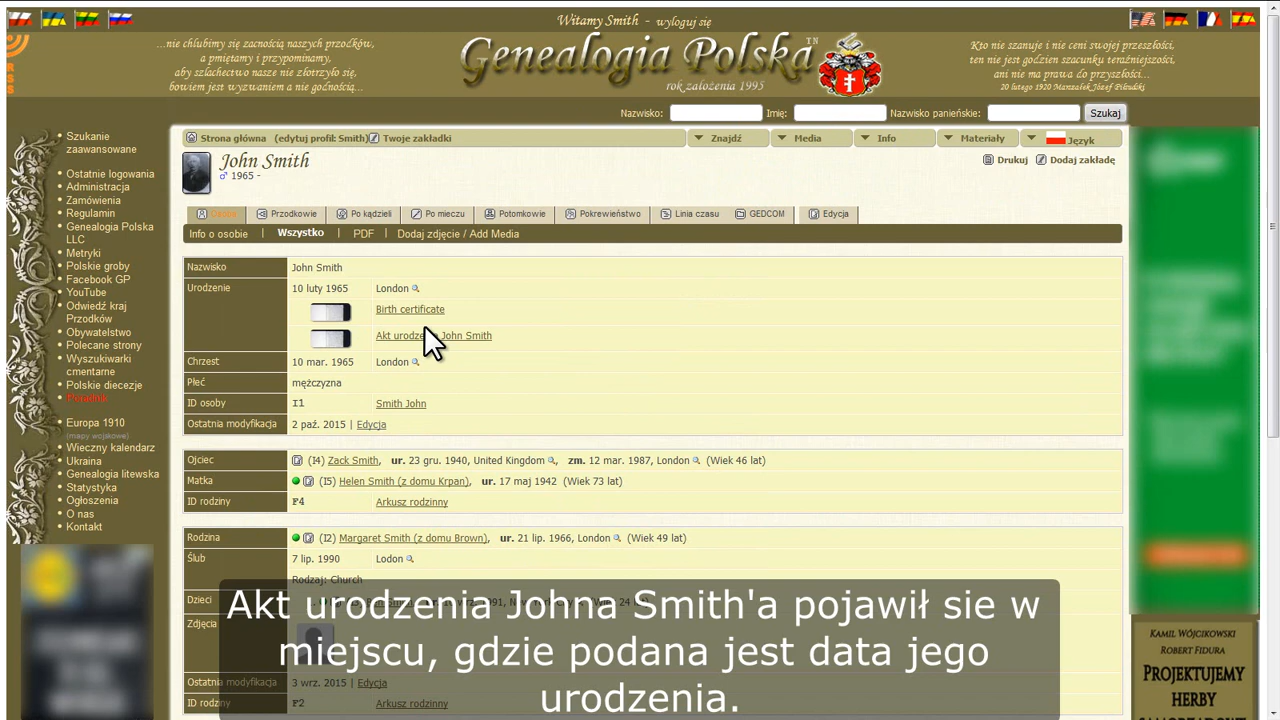 Witamy Smith - wyloguj się
...nie chlubimy się zacnością naszych przodków,
a pmiętamy i przypominamy,
aby szlachectwo nasze nie złotrzyło się,
bowiem jest wyzwaniem a nie godnością...
Genealogia Polska TN
rok założenia 1995
Kto nie szanuje i nie ceni swojej przeszłości,
ten nie jest godzien szacunku teraźniejszości,
ani nie ma prawa do przyszłości...
20 lutego 1920 Marszałek Józef Piłsudski
RSS
Nazwisko: Imię: Nazwisko panieńskie: Szukaj
Strona główna (edytuj profil: Smith) Twoje zakładki Znajdź Media Info Materiały Język
John Smith
♂ 1965 -
Drukuj Dodaj zakładkę
Osoba Przodkowie Po kądzieli Po mieczu Potomkowie Pokrewieństwo Linia czasu GEDCOM Edycja
Info o osobie | Wszystko | PDF | Dodaj zdjęcie / Add Media
Szukanie
zaawansowane
Ostatnie logowania
Administracja
Zamówienia
Regulamin
Genealogia Polska
LLC
Metryki
Polskie groby
Facebook GP
YouTube
Odwiedź kraj
Przodków
Obywatelstwo
Polecane strony
Wyszukiwarki
cmentarne
Polskie diecezje
Poradnik
Europa 1910
(mapy wojskowe)
Wieczny kalendarz
Ukraina
Genealogia litewska
Statystyka
Ogłoszenia
O nas
Kontakt
Nazwisko John Smith
Urodzenie 10 luty 1965 London
Birth certificate
Akt urodze John Smith
Chrzest 10 mar. 1965 London
Płeć mężczyzna
ID osoby I1 Smith John
Ostatnia modyfikacja 2 paź. 2015 | Edycja
Ojciec (I4) Zack Smith, ur. 23 gru. 1940, United Kingdom, zm. 12 mar. 1987, London (Wiek 46 lat)
Matka (I5) Helen Smith (z domu Krpan), ur. 17 maj 1942 (Wiek 73 lat)
ID rodziny F4 Arkusz rodzinny
Rodzina (I2) Margaret Smith (z domu Brown), ur. 21 lip. 1966, London (Wiek 49 lat)
Ślub 7 lip. 1990 Lodon
Rodzaj: Church
Dzieci
Zdjęcia
Ostatnia modyfikacja 3 wrz. 2015 | Edycja
ID rodziny F2 Arkusz rodzinny
Akt urodzenia Johna Smith'a pojawił sie w
miejscu, gdzie podana jest data jego
urodzenia.
KAMIL WÓJCIKOWSKI
ROBERT FIDURA
PROJEKTUJEMY
HERBY